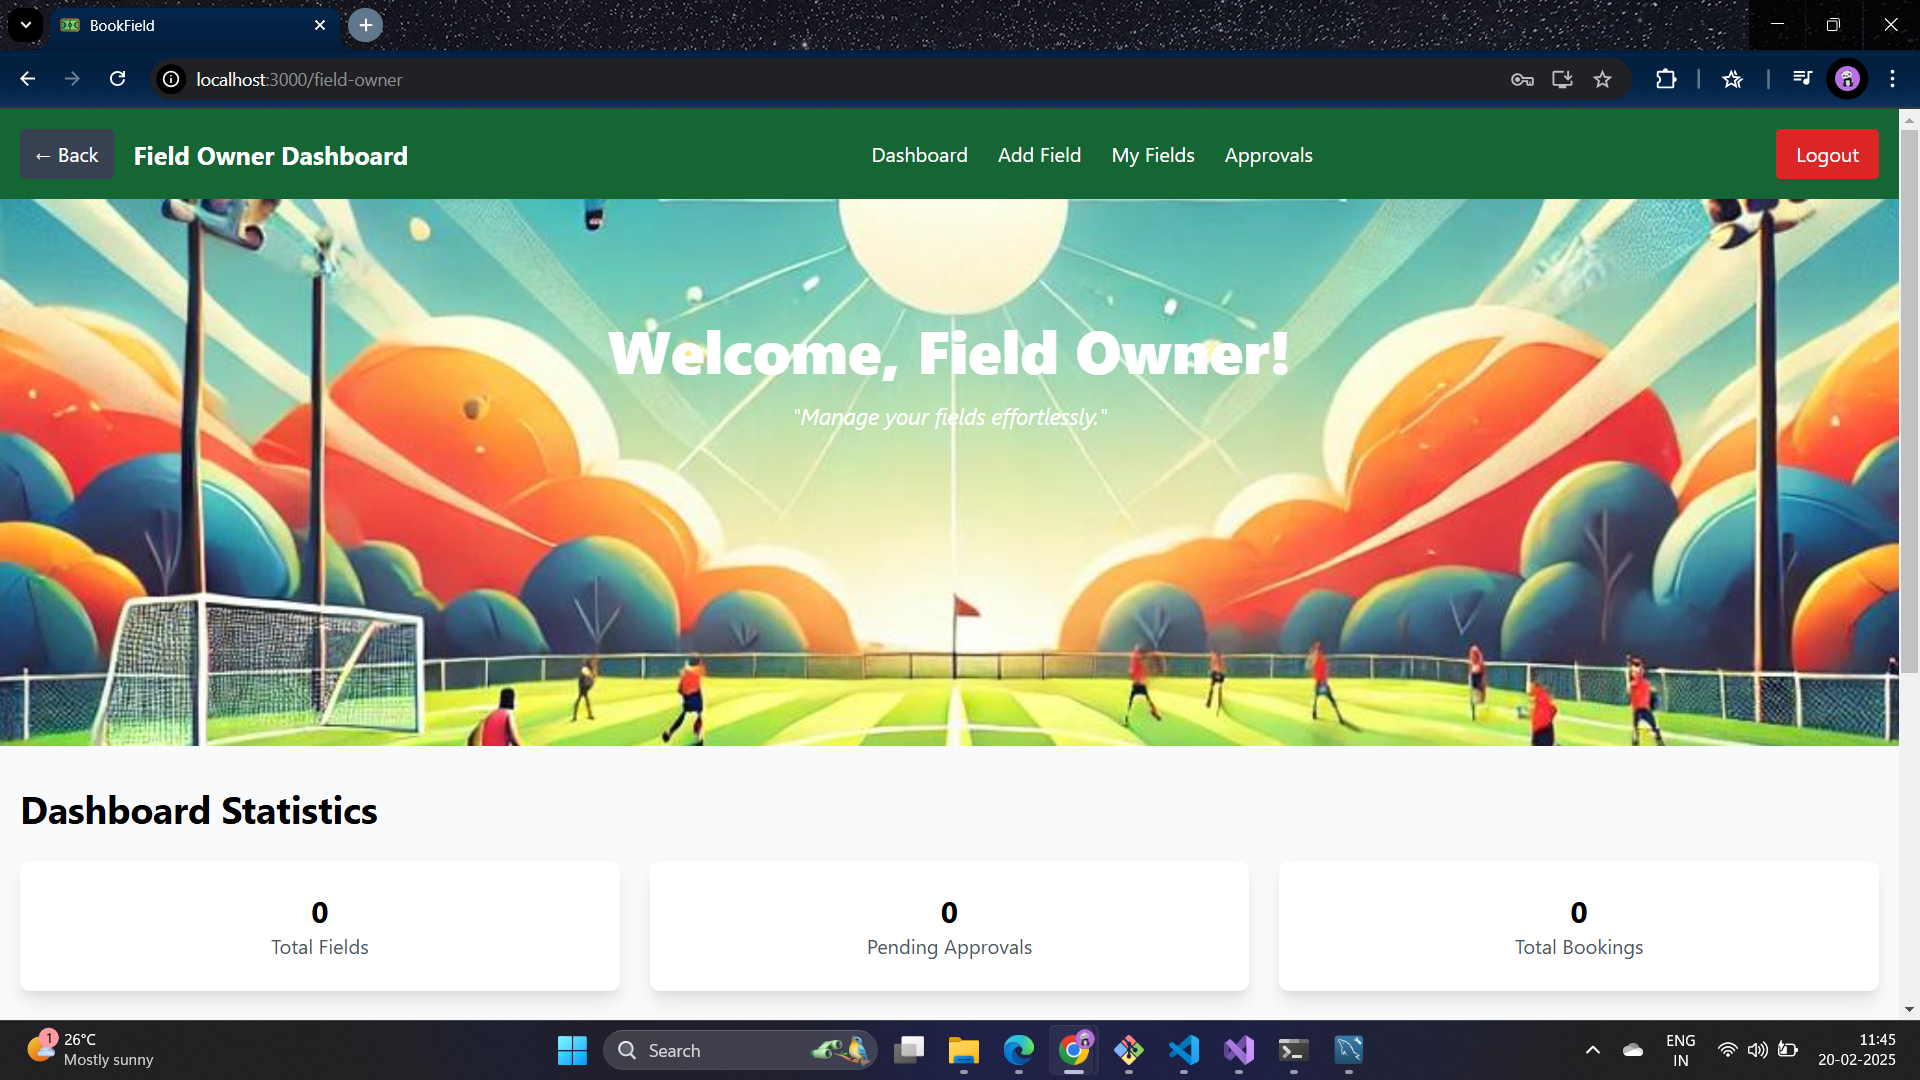 BookField
localhost:3000/field-owner
← Back
Field Owner Dashboard
Dashboard
Add Field
My Fields
Approvals
Logout
Welcome, Field Owner!
"Manage your fields effortlessly."
Dashboard Statistics
0
Total Fields
0
Pending Approvals
0
Total Bookings
1
26°C
Mostly sunny
Search
ENG
IN
11:45
20-02-2025